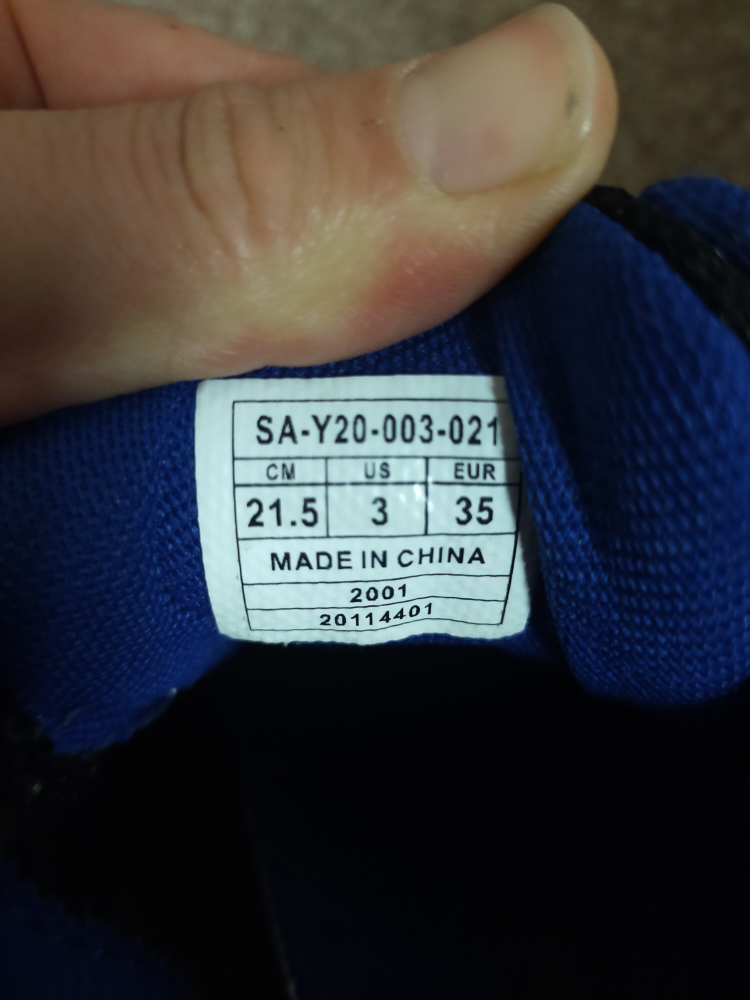 SA-Y20-003-021
CM US EUR
21.5 3 35
MADE IN CHINA
2001
20114401